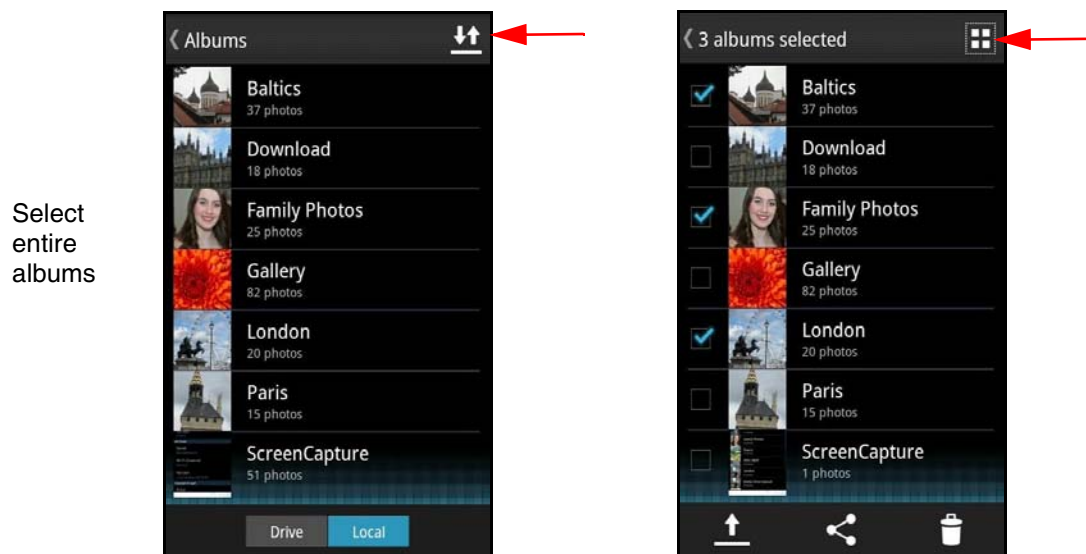 Select
entire
albums
Albums
Baltics
37 photos
Download
18 photos
Family Photos
25 photos
Gallery
82 photos
London
20 photos
Paris
15 photos
ScreenCapture
51 photos
Drive Local
3 albums selected
Baltics
37 photos
Download
18 photos
Family Photos
25 photos
Gallery
82 photos
London
20 photos
Paris
15 photos
ScreenCapture
1 photos